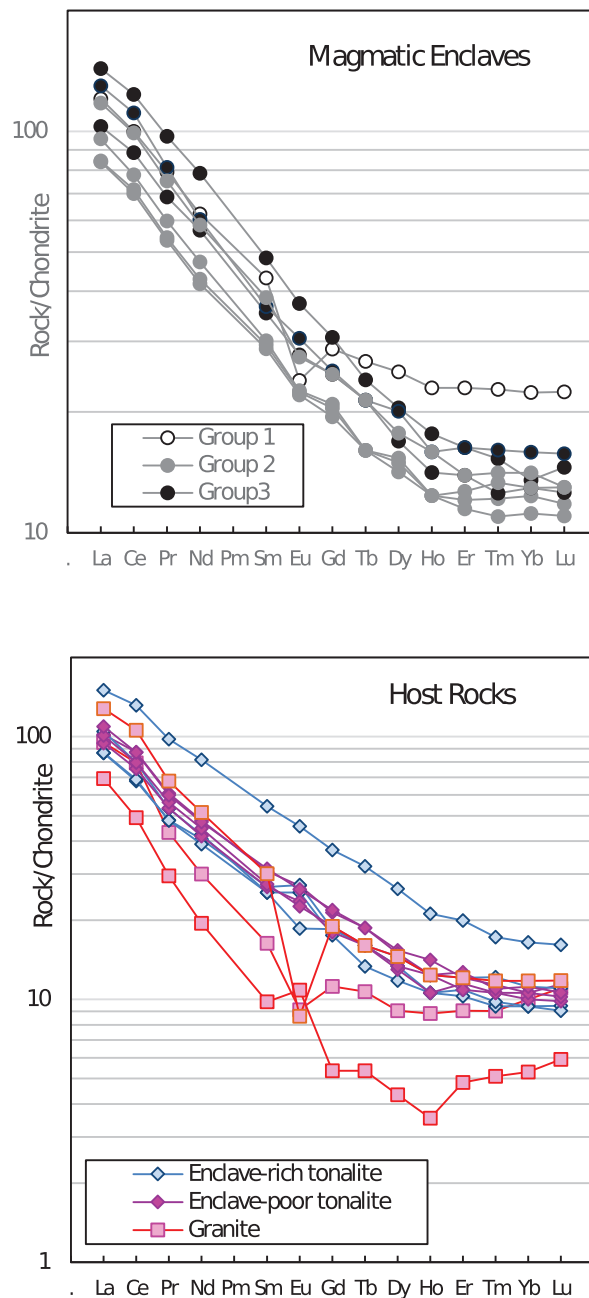 Magmatic Enclaves
100
Rock/Chondrite
Group 1
Group 2
Group3
10
. La Ce Pr Nd Pm Sm Eu Gd Tb Dy Ho Er Tm Yb Lu
Host Rocks
100
Rock/Chondrite
10
Enclave-rich tonalite
Enclave-poor tonalite
Granite
1
. La Ce Pr Nd Pm Sm Eu Gd Tb Dy Ho Er Tm Yb Lu